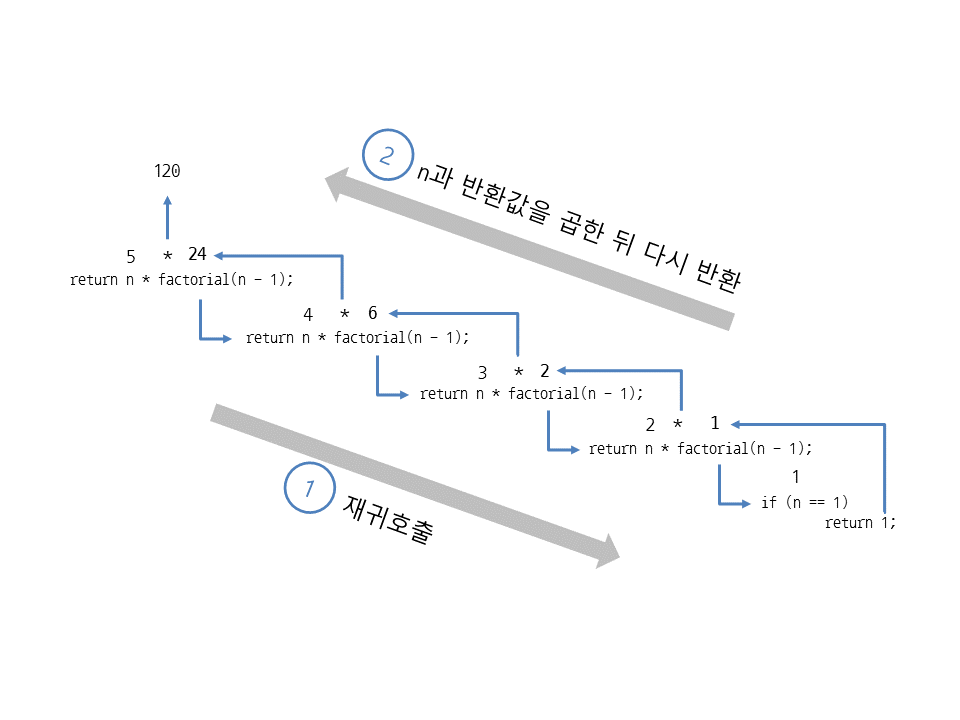 2
n과 반환값을 곱한 뒤 다시 반환
120
5 * 24
return n * factorial(n - 1);
4 * 6
return n * factorial(n - 1);
3 * 2
return n * factorial(n - 1);
2 * 1
return n * factorial(n - 1);
1
if (n == 1)
return 1;
1
재귀호출